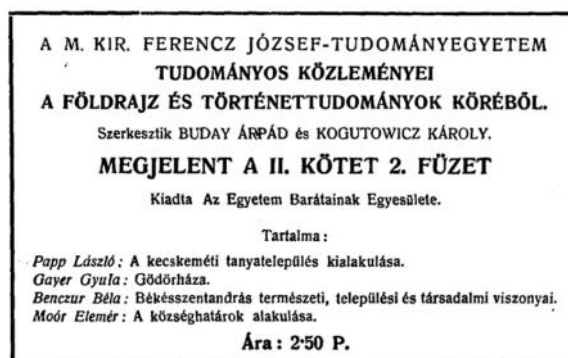 A M. KIR. FERENCZ JÓZSEF-TUDOMÁNYEGYETEM
TUDOMÁNYOS KÖZLEMÉNYEI
A FÖLDRAJZ ÉS TÖRTÉNETTUDOMÁNYOK KÖRÉBŐL.
Szerkesztik BUDAY ÁRPÁD és KOGUTOWICZ KÁROLY.
MEGJELENT A II. KÖTET 2. FÜZET
Kiadta Az Egyetem Barátainak Egyesülete.
Tartalma:
Papp László: A kecskeméti tanyatelepülés kialakulása.
Gayer Gyula: Gödörháza.
Benczur Béla: Békésszentandrás természeti, települési és társadalmi viszonyai.
Moór Elemér: A községhatárok alakulása.
Ára: 2·50 P.